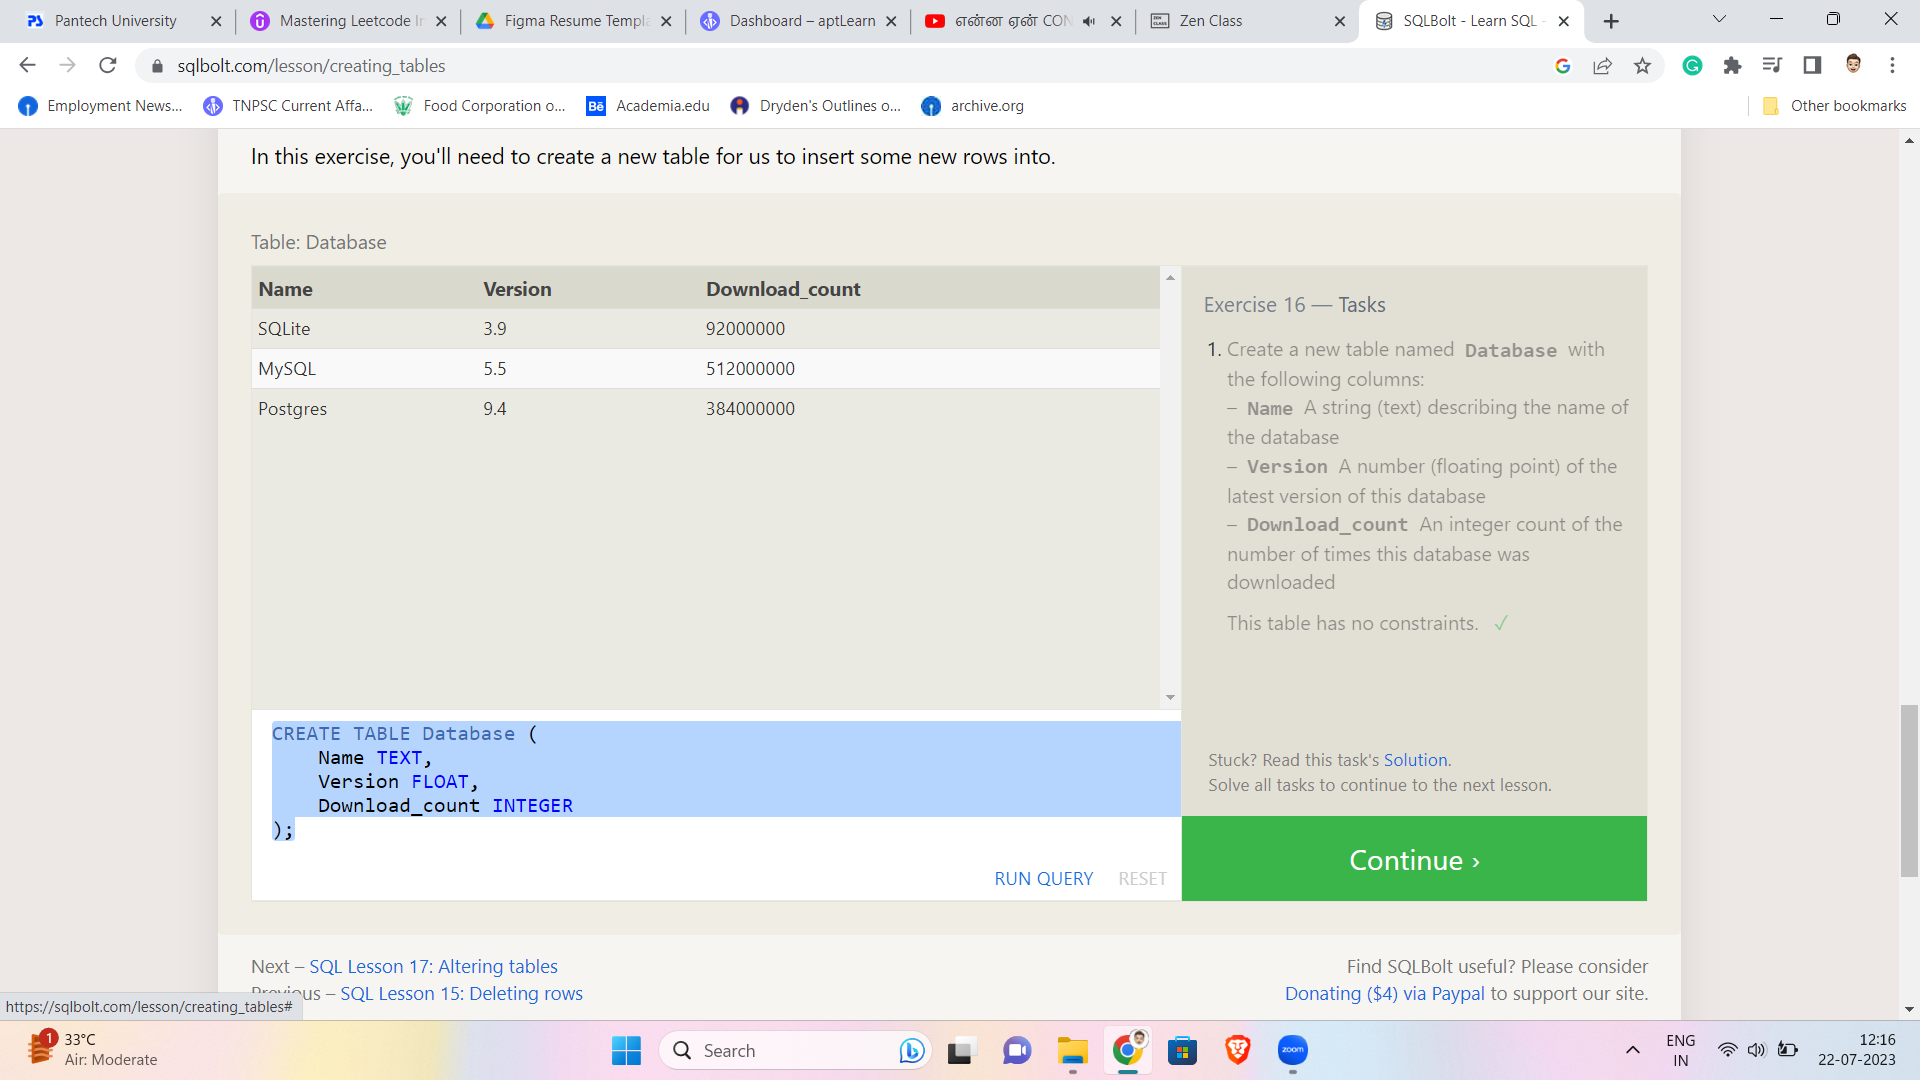 Pantech University
Mastering Leetcode In
Figma Resume Templa
Dashboard – aptLearn
என்ன ஏன் CON
Zen Class
SQLBolt - Learn SQL -
sqlbolt.com/lesson/creating_tables
Employment News...
TNPSC Current Affa...
Food Corporation o...
Academia.edu
Dryden's Outlines o...
archive.org
Other bookmarks
In this exercise, you'll need to create a new table for us to insert some new rows into.
Table: Database
Name Version Download_count
SQLite 3.9 92000000
MySQL 5.5 512000000
Postgres 9.4 384000000
Exercise 16 — Tasks
1. Create a new table named Database with
the following columns:
– Name A string (text) describing the name of
the database
– Version A number (floating point) of the
latest version of this database
– Download_count An integer count of the
number of times this database was
downloaded
This table has no constraints. ✓
CREATE TABLE Database (
Name TEXT,
Version FLOAT,
Download_count INTEGER
);
RUN QUERY RESET
Stuck? Read this task's Solution.
Solve all tasks to continue to the next lesson.
Continue ›
Next – SQL Lesson 17: Altering tables
Previous – SQL Lesson 15: Deleting rows
Find SQLBolt useful? Please consider
Donating ($4) via Paypal to support our site.
https://sqlbolt.com/lesson/creating_tables#
1
33°C
Air: Moderate
Search
zoom
ENG
IN
12:16
22-07-2023